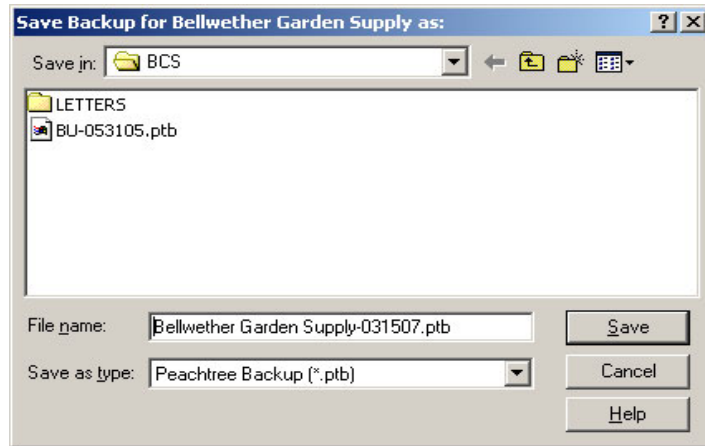 Save Backup for Bellwether Garden Supply as:
Save in: BCS
LETTERS
BU-053105.ptb
File name: Bellwether Garden Supply-031507.ptb Save
Save as type: Peachtree Backup (*.ptb) Cancel
Help